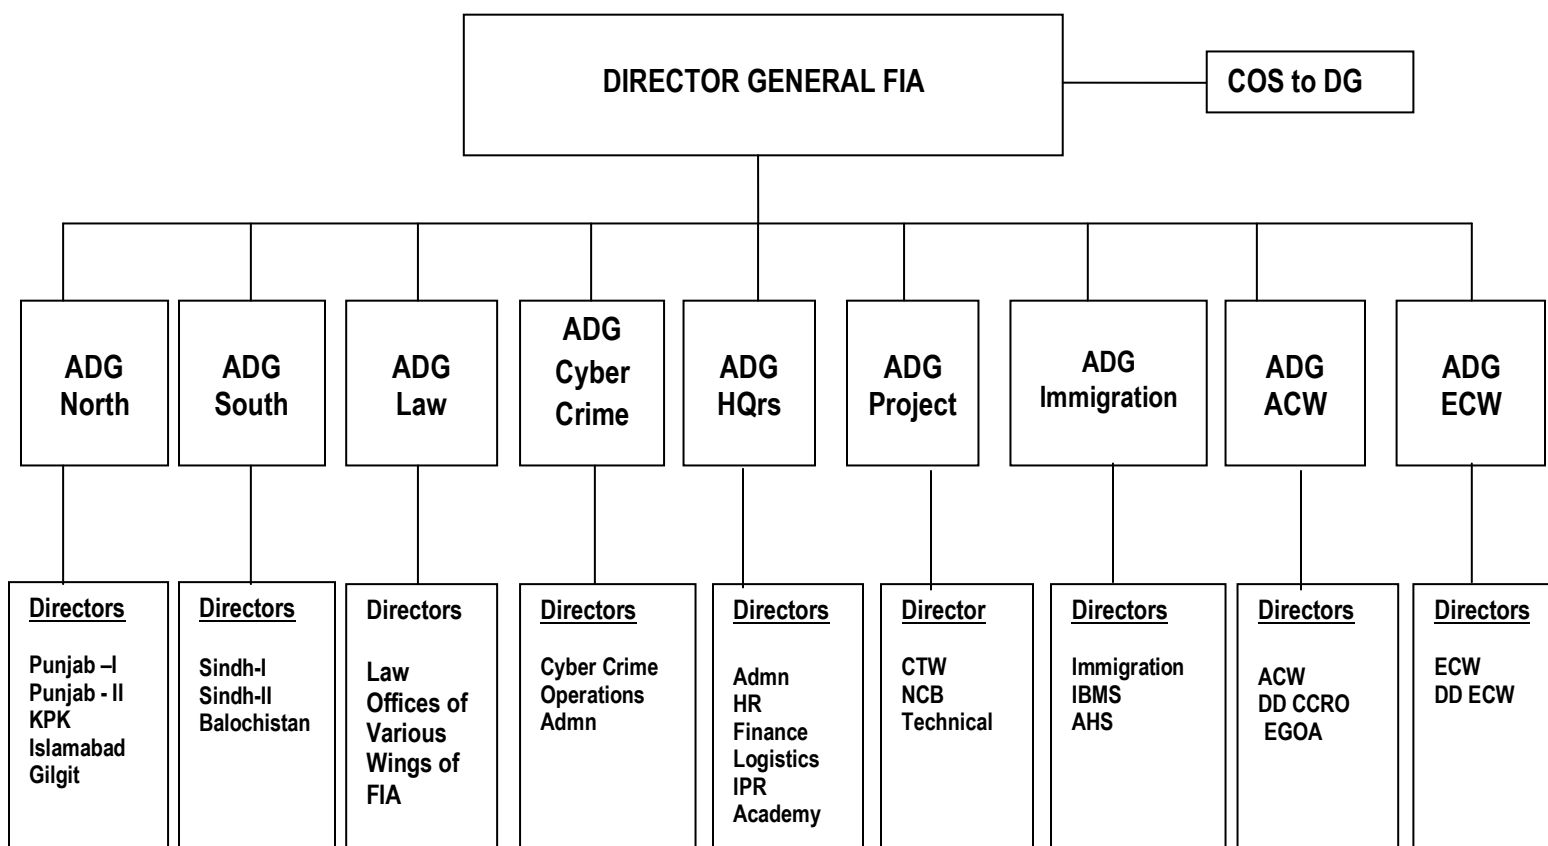 DIRECTOR GENERAL FIA
COS to DG
ADG
North
ADG
South
ADG
Law
ADG
Cyber
Crime
ADG
HQrs
ADG
Project
ADG
Immigration
ADG
ACW
ADG
ECW
Directors
Punjab –I
Punjab - II
KPK
Islamabad
Gilgit
Directors
Sindh-I
Sindh-II
Balochistan
Directors
Law
Offices of
Various
Wings of
FIA
Directors
Cyber Crime
Operations
Admn
Directors
Admn
HR
Finance
Logistics
IPR
Academy
Director
CTW
NCB
Technical
Directors
Immigration
IBMS
AHS
Directors
ACW
DD CCRO
EGOA
Directors
ECW
DD ECW